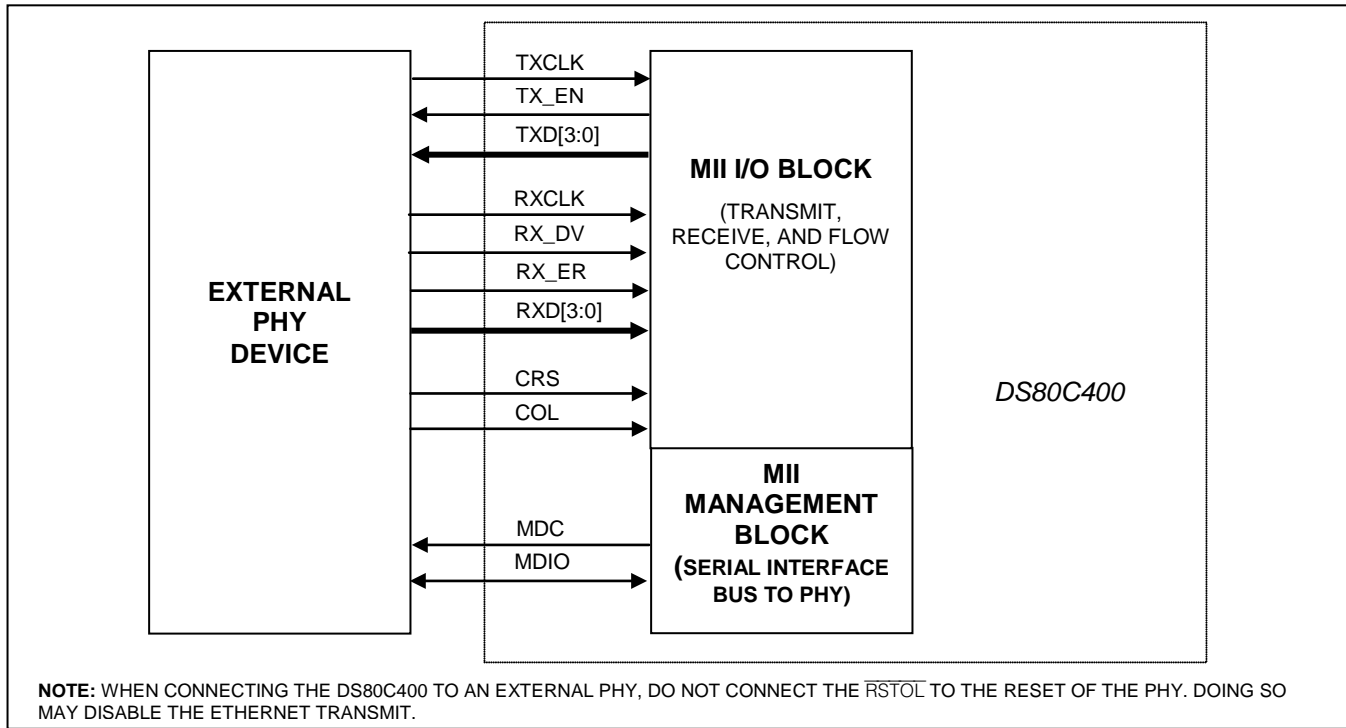 TXCLK
TX_EN
TXD[3:0]
RXCLK
RX_DV
RX_ER
RXD[3:0]
CRS
COL
MDC
MDIO
EXTERNAL
PHY
DEVICE
MII I/O BLOCK
(TRANSMIT,
RECEIVE, AND FLOW
CONTROL)
MII
MANAGEMENT
BLOCK
(SERIAL INTERFACE
BUS TO PHY)
DS80C400
NOTE: WHEN CONNECTING THE DS80C400 TO AN EXTERNAL PHY, DO NOT CONNECT THE R̅S̅T̅O̅L̅ TO THE RESET OF THE PHY. DOING SO
MAY DISABLE THE ETHERNET TRANSMIT.